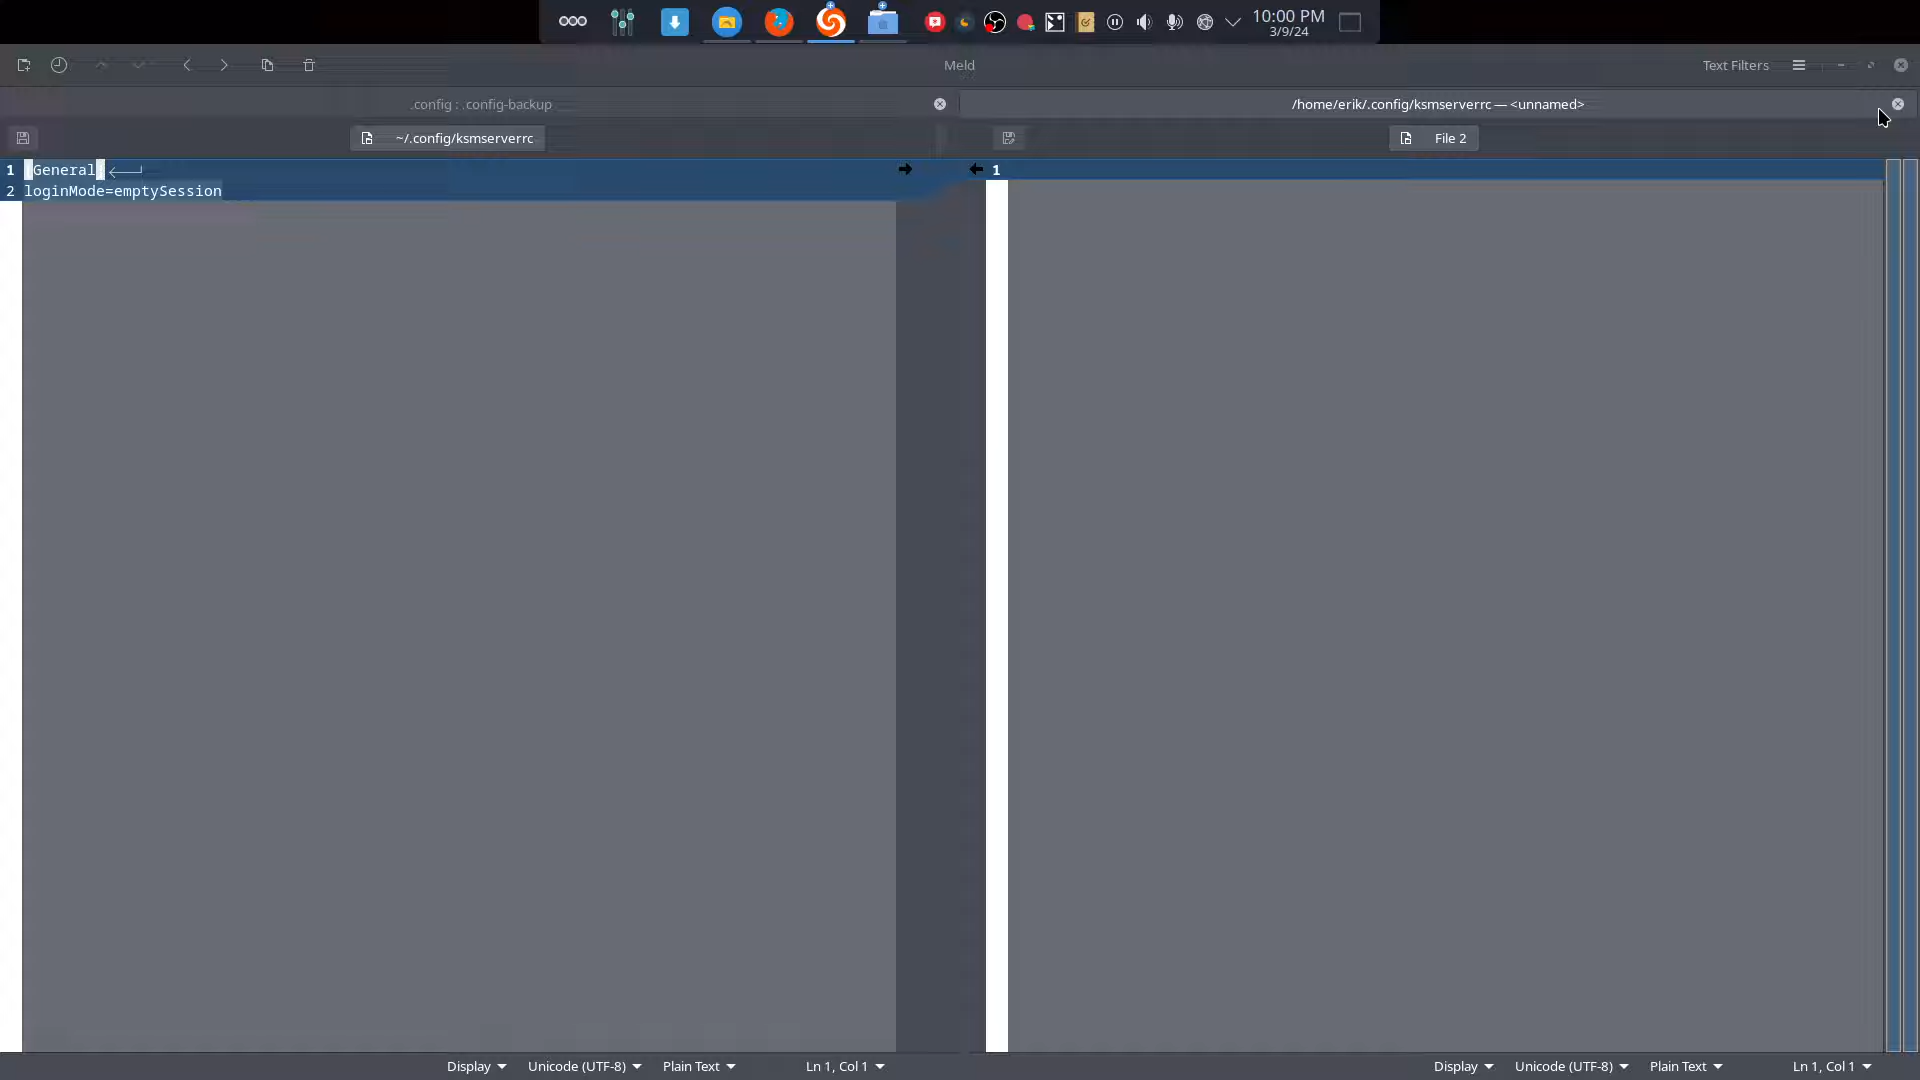 10:00 PM
3/9/24
Meld
Text Filters
.config : .config-backup
/home/erik/.config/ksmserverrc — <unnamed>
~/.config/ksmserverrc
File 2
1 [General]
2 loginMode=emptySession
1
Display
Unicode (UTF-8)
Plain Text
Ln 1, Col 1
Display
Unicode (UTF-8)
Plain Text
Ln 1, Col 1